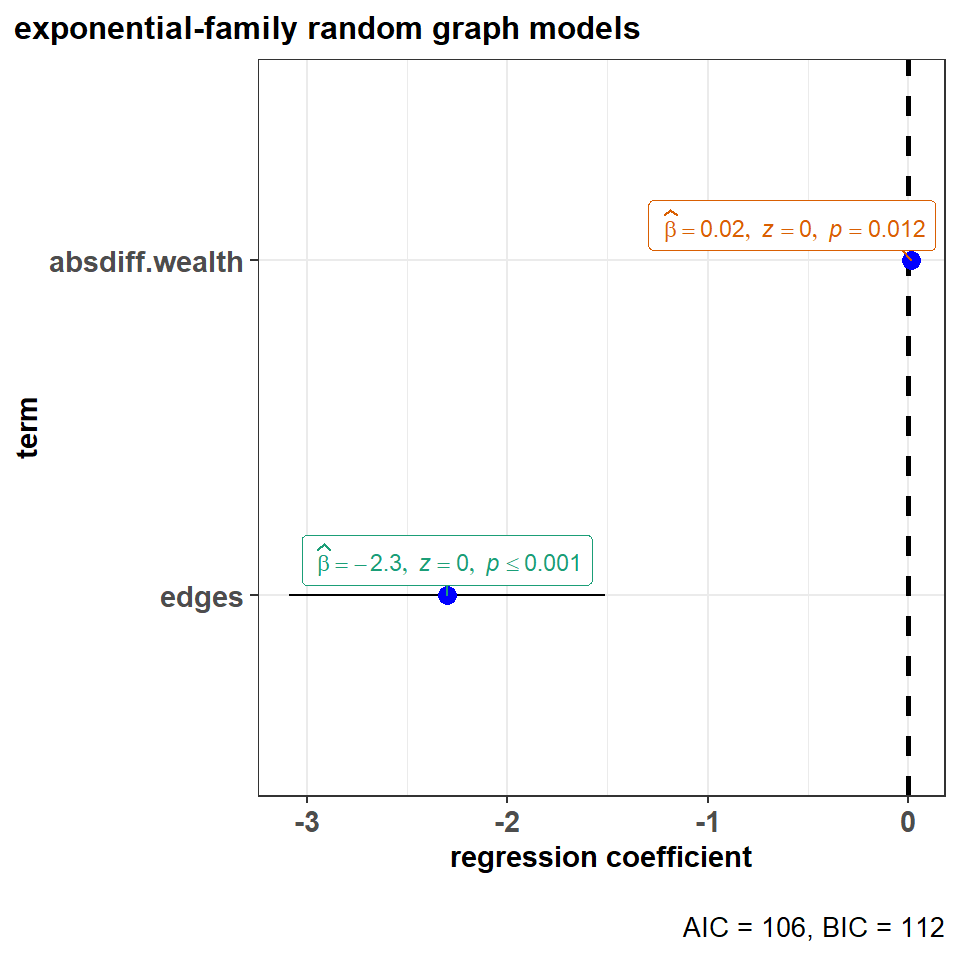 exponential-family random graph models
absdiff.wealth
β̂ = 0.02, z = 0, p = 0.012
term
β̂ = −2.3, z = 0, p ≤ 0.001
edges
-3 -2 -1 0
regression coefficient
AIC = 106, BIC = 112